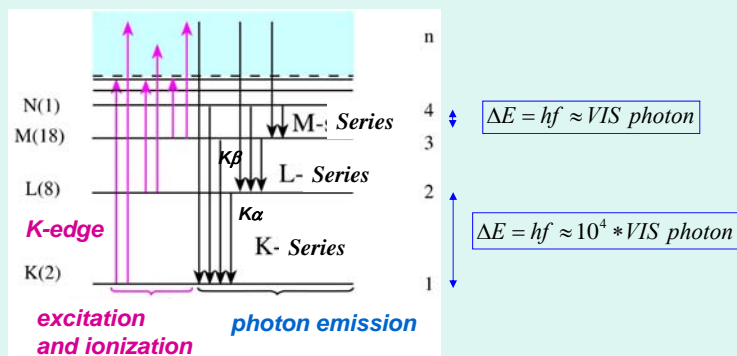 n
N(1)
M-s Series
4
ΔE = hf ≈ VIS photon
M(18)
3
Kβ
L- Series
L(8)
2
Kα
K-edge
K- Series
ΔE = hf ≈ 10⁴ * VIS photon
K(2)
1
excitation
and ionization
photon emission